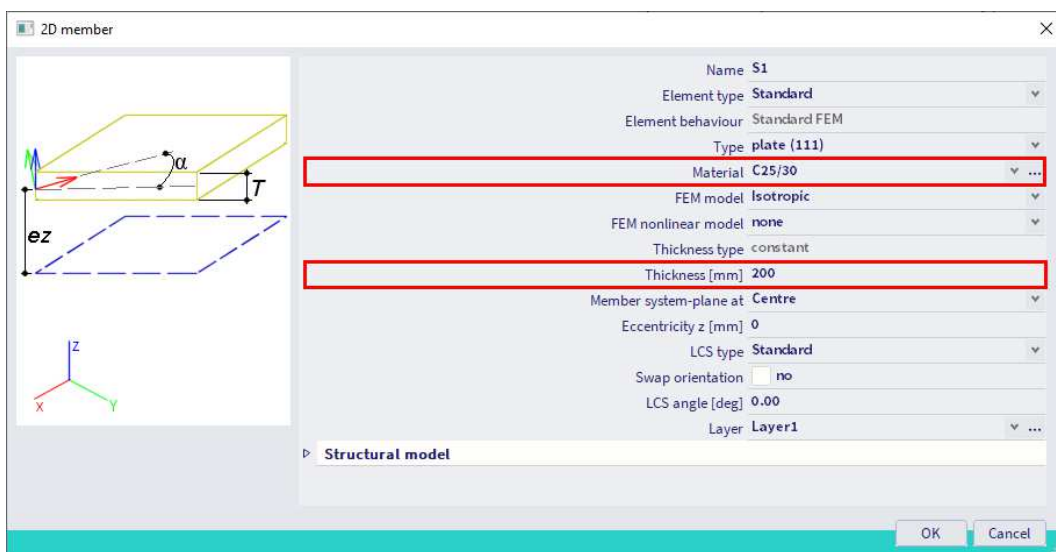 2D member
Name S1
Element type Standard
Element behaviour Standard FEM
Type plate (111)
Material C25/30 ...
FEM model Isotropic
FEM nonlinear model none
Thickness type constant
Thickness [mm] 200
Member system-plane at Centre
Eccentricity z [mm] 0
LCS type Standard
Swap orientation no
LCS angle [deg] 0.00
Layer Layer1 ...
Structural model
α
T
ez
Z
X
Y
OK Cancel